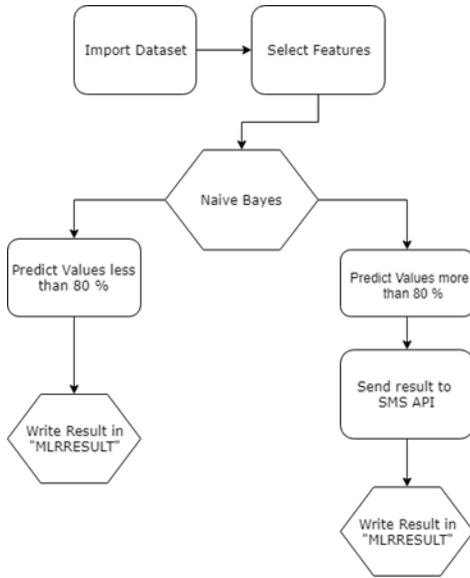 Import Dataset
Select Features
Naive Bayes
Predict Values less
than 80 %
Predict Values more
than 80 %
Send result to
SMS API
Write Result in
"MLRRESULT"
Write Result in
"MLRRESULT"